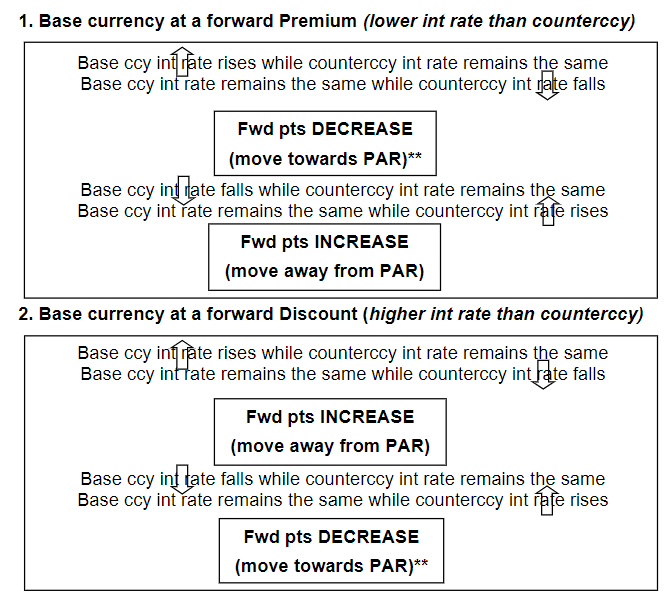 1. Base currency at a forward Premium (lower int rate than counterccy)
Base ccy int rate rises while counterccy int rate remains the same
Base ccy int rate remains the same while counterccy int rate falls
Fwd pts DECREASE
(move towards PAR)**
Base ccy int rate falls while counterccy int rate remains the same
Base ccy int rate remains the same while counterccy int rate rises
Fwd pts INCREASE
(move away from PAR)
2. Base currency at a forward Discount (higher int rate than counterccy)
Base ccy int rate rises while counterccy int rate remains the same
Base ccy int rate remains the same while counterccy int rate falls
Fwd pts INCREASE
(move away from PAR)
Base ccy int rate falls while counterccy int rate remains the same
Base ccy int rate remains the same while counterccy int rate rises
Fwd pts DECREASE
(move towards PAR)**